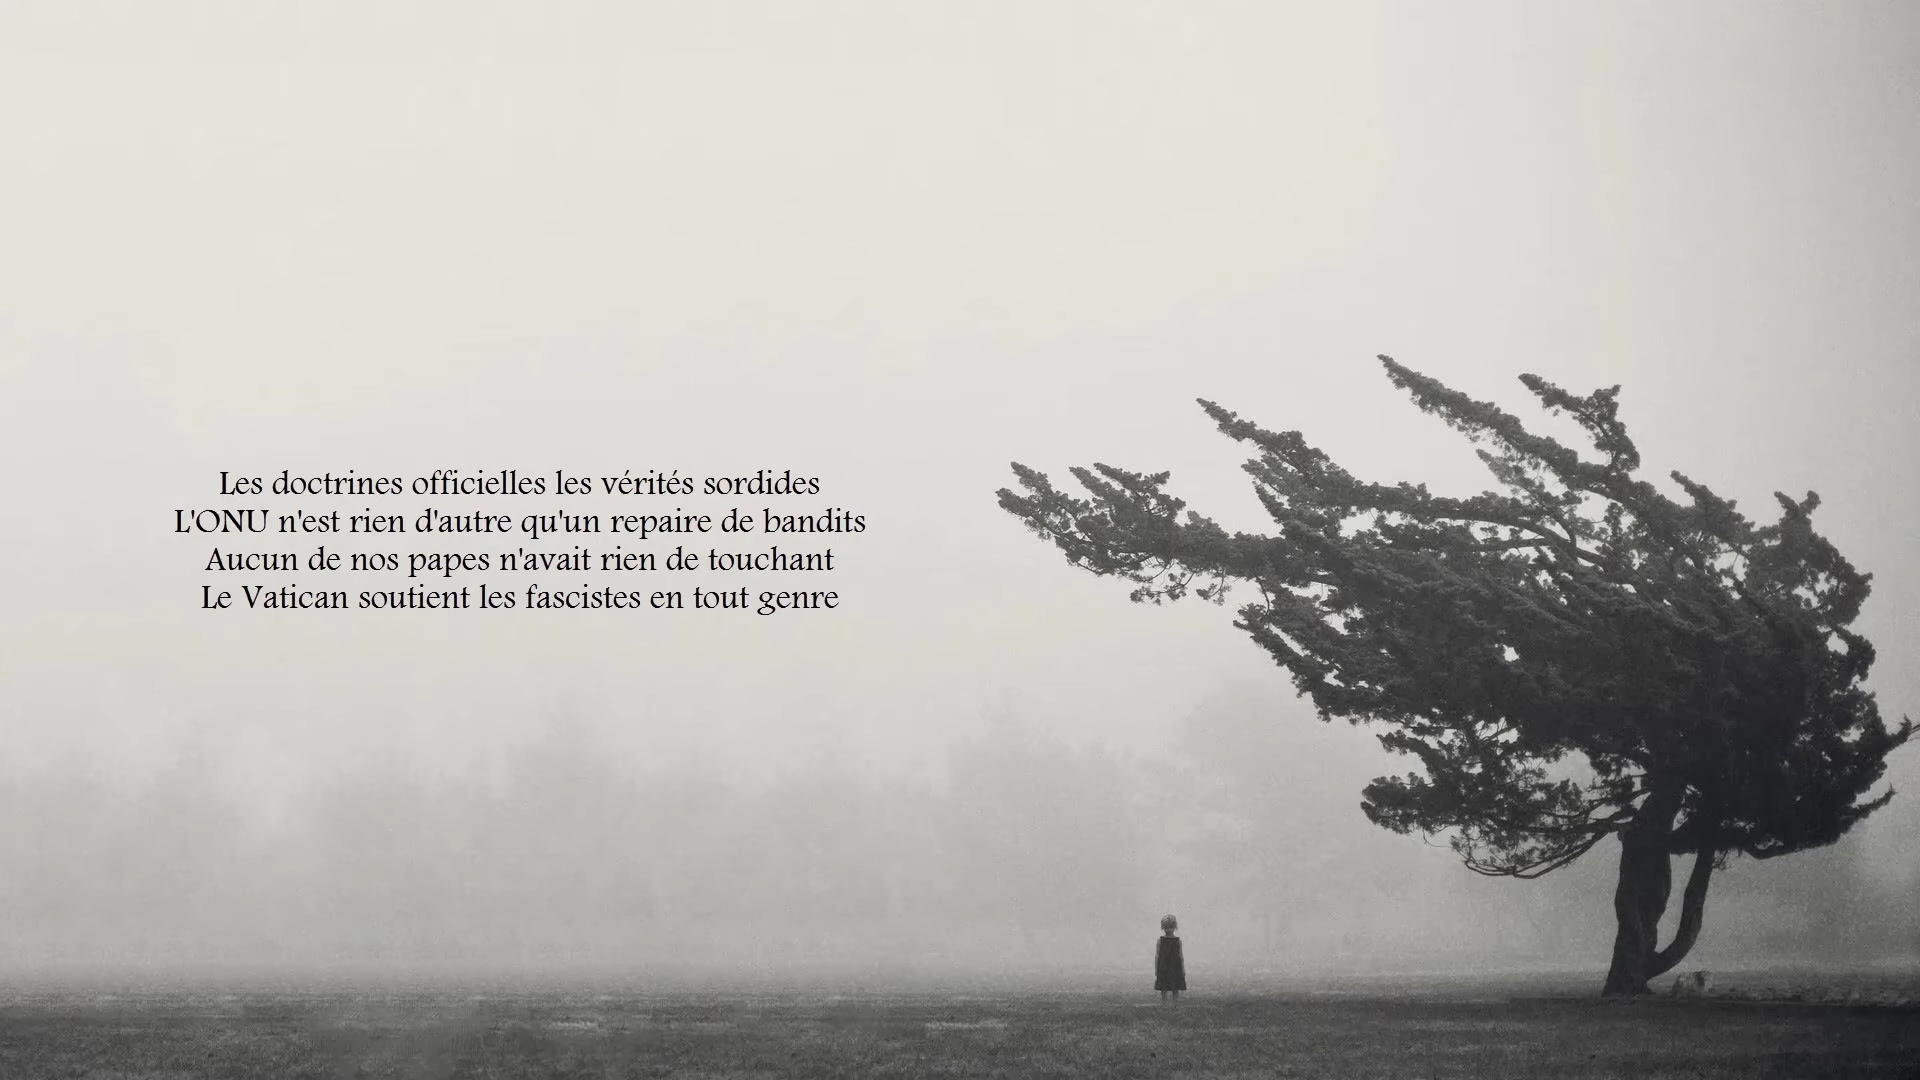 Les doctrines officielles les vérités sordides
L'ONU n'est rien d'autre qu'un repaire de bandits
Aucun de nos papes n'avait rien de touchant
Le Vatican soutient les fascistes en tout genre